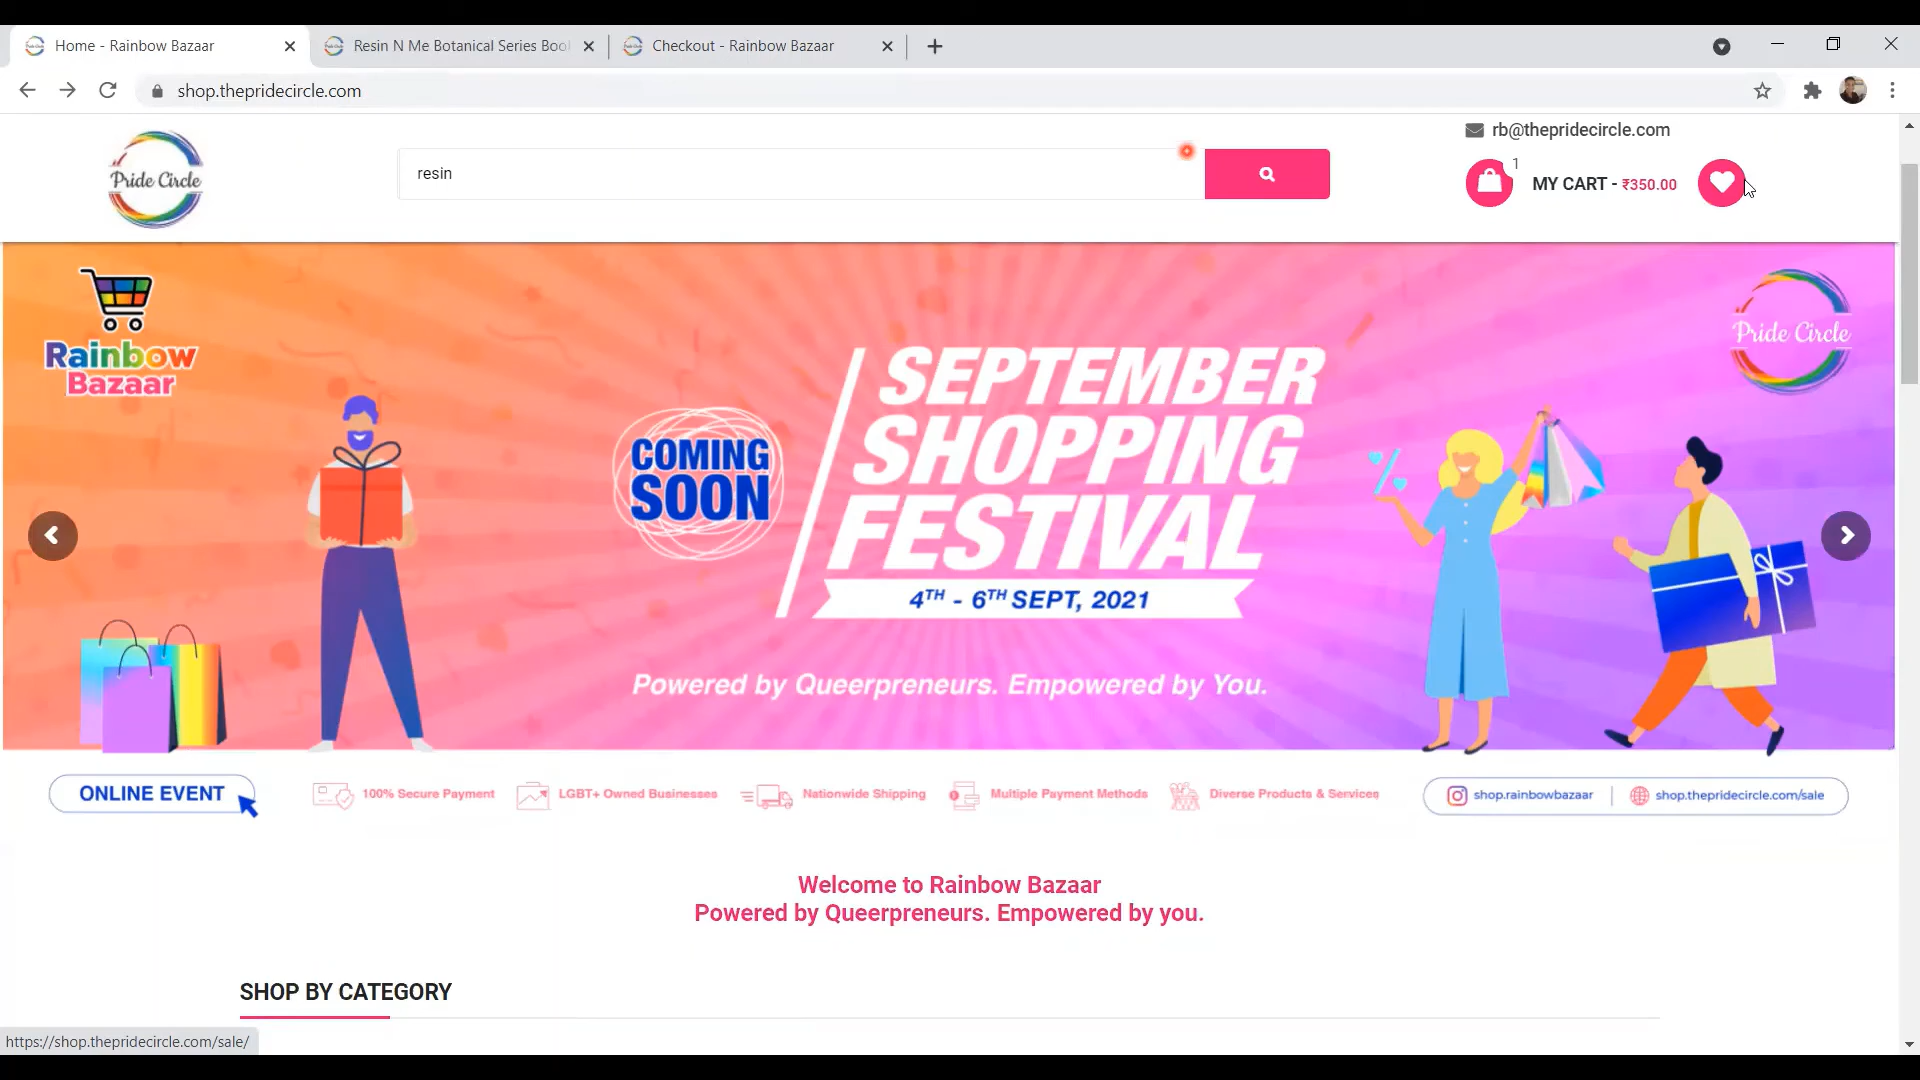 Home - Rainbow Bazaar
Resin N Me Botanical Series Boo
Checkout - Rainbow Bazaar
shop.thepridecircle.com
rb@thepridecircle.com
Pride Circle
resin
1
MY CART - ₹350.00
Rainbow
Bazaar
Pride Circle
COMING
SOON
SEPTEMBER
SHOPPING
FESTIVAL
4TH - 6TH SEPT, 2021
Powered by Queerpreneurs. Empowered by You.
ONLINE EVENT
100% Secure Payment
LGBT+ Owned Businesses
Nationwide Shipping
Multiple Payment Methods
Diverse Products & Services
shop.rainbowbazaar | shop.thepridecircle.com/sale
Welcome to Rainbow Bazaar
Powered by Queerpreneurs. Empowered by you.
SHOP BY CATEGORY
https://shop.thepridecircle.com/sale/